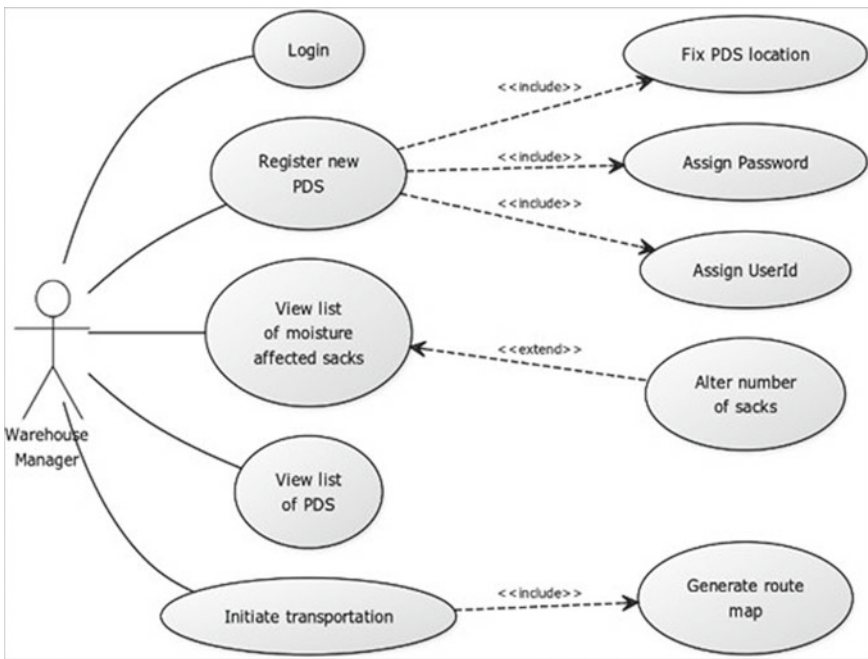 Login
Fix PDS location
<<include>>
Register new
PDS
<<include>>
Assign Password
<<include>>
Assign UserId
View list
of moisture
affected sacks
<<extend>>
Alter number
of sacks
Warehouse
Manager
View list
of PDS
Initiate transportation
<<include>>
Generate route
map